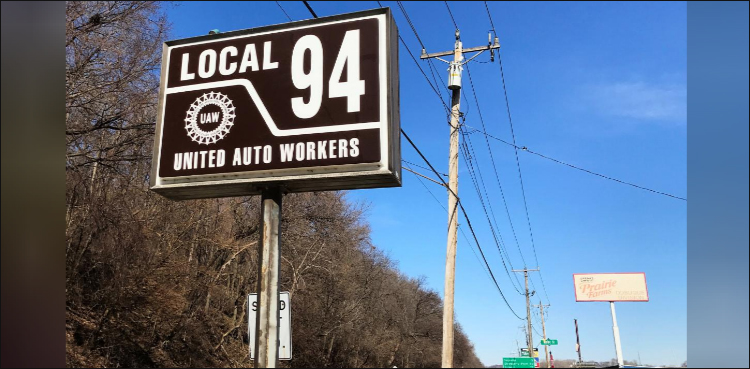 LOCAL 94
UAW
UNITED AUTO WORKERS
Prairie